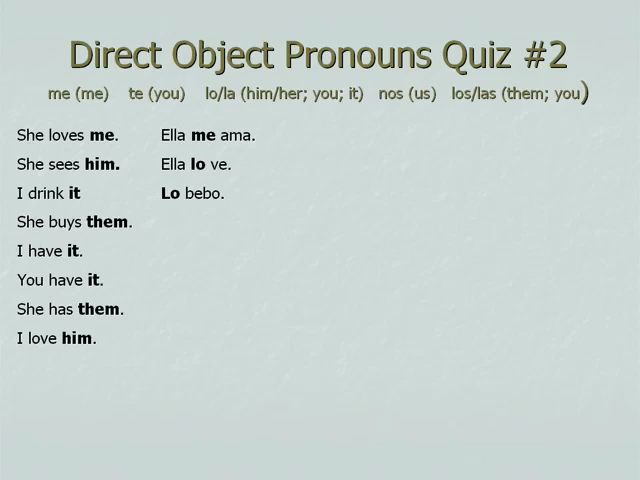 Direct Object Pronouns Quiz #2
me (me) te (you) lo/la (him/her; you; it) nos (us) los/las (them; you)
She loves me. Ella me ama.
She sees him. Ella lo ve.
I drink it Lo bebo.
She buys them.
I have it.
You have it.
She has them.
I love him.